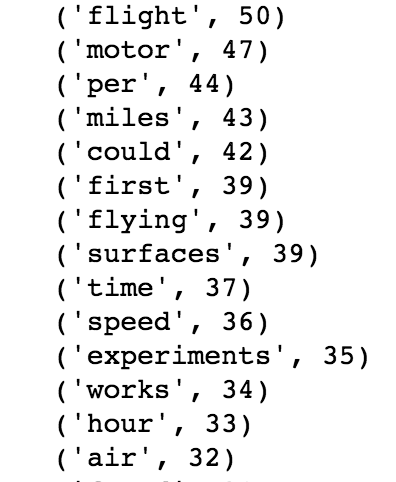 ('flight', 50)
('motor', 47)
('per', 44)
('miles', 43)
('could', 42)
('first', 39)
('flying', 39)
('surfaces', 39)
('time', 37)
('speed', 36)
('experiments', 35)
('works', 34)
('hour', 33)
('air', 32)